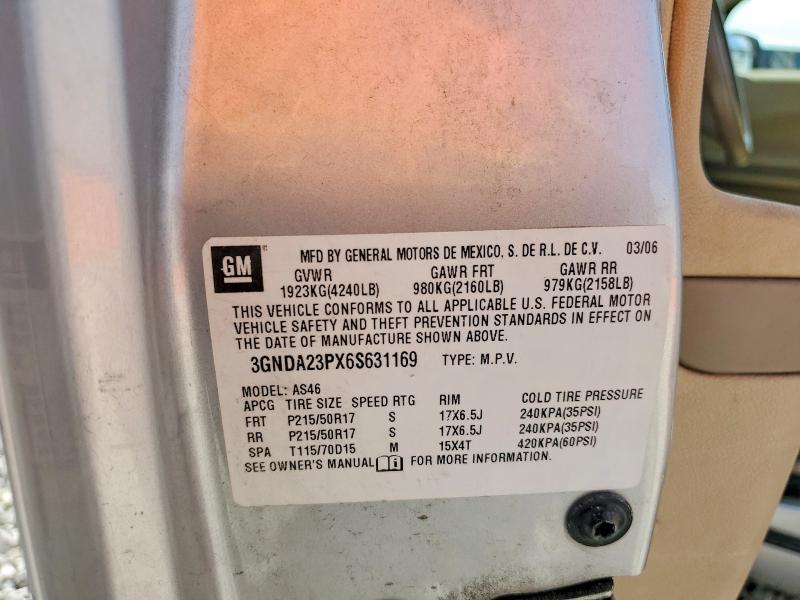 GM
MFD BY GENERAL MOTORS DE MEXICO, S. DE R.L. DE C.V. 03/06
GVWR GAWR FRT GAWR RR
1923KG(4240LB) 980KG(2160LB) 979KG(2158LB)
THIS VEHICLE CONFORMS TO ALL APPLICABLE U.S. FEDERAL MOTOR
VEHICLE SAFETY AND THEFT PREVENTION STANDARDS IN EFFECT ON
THE DATE OF MANUFACTURE SHOWN ABOVE.
3GNDA23PX6S631169 TYPE: M.P.V.
MODEL: AS46
APCG TIRE SIZE SPEED RTG RIM COLD TIRE PRESSURE
FRT P215/50R17 S 17X6.5J 240KPA(35PSI)
RR P215/50R17 S 17X6.5J 240KPA(35PSI)
SPA T115/70D15 M 15X4T 420KPA(60PSI)
SEE OWNER'S MANUAL i FOR MORE INFORMATION.